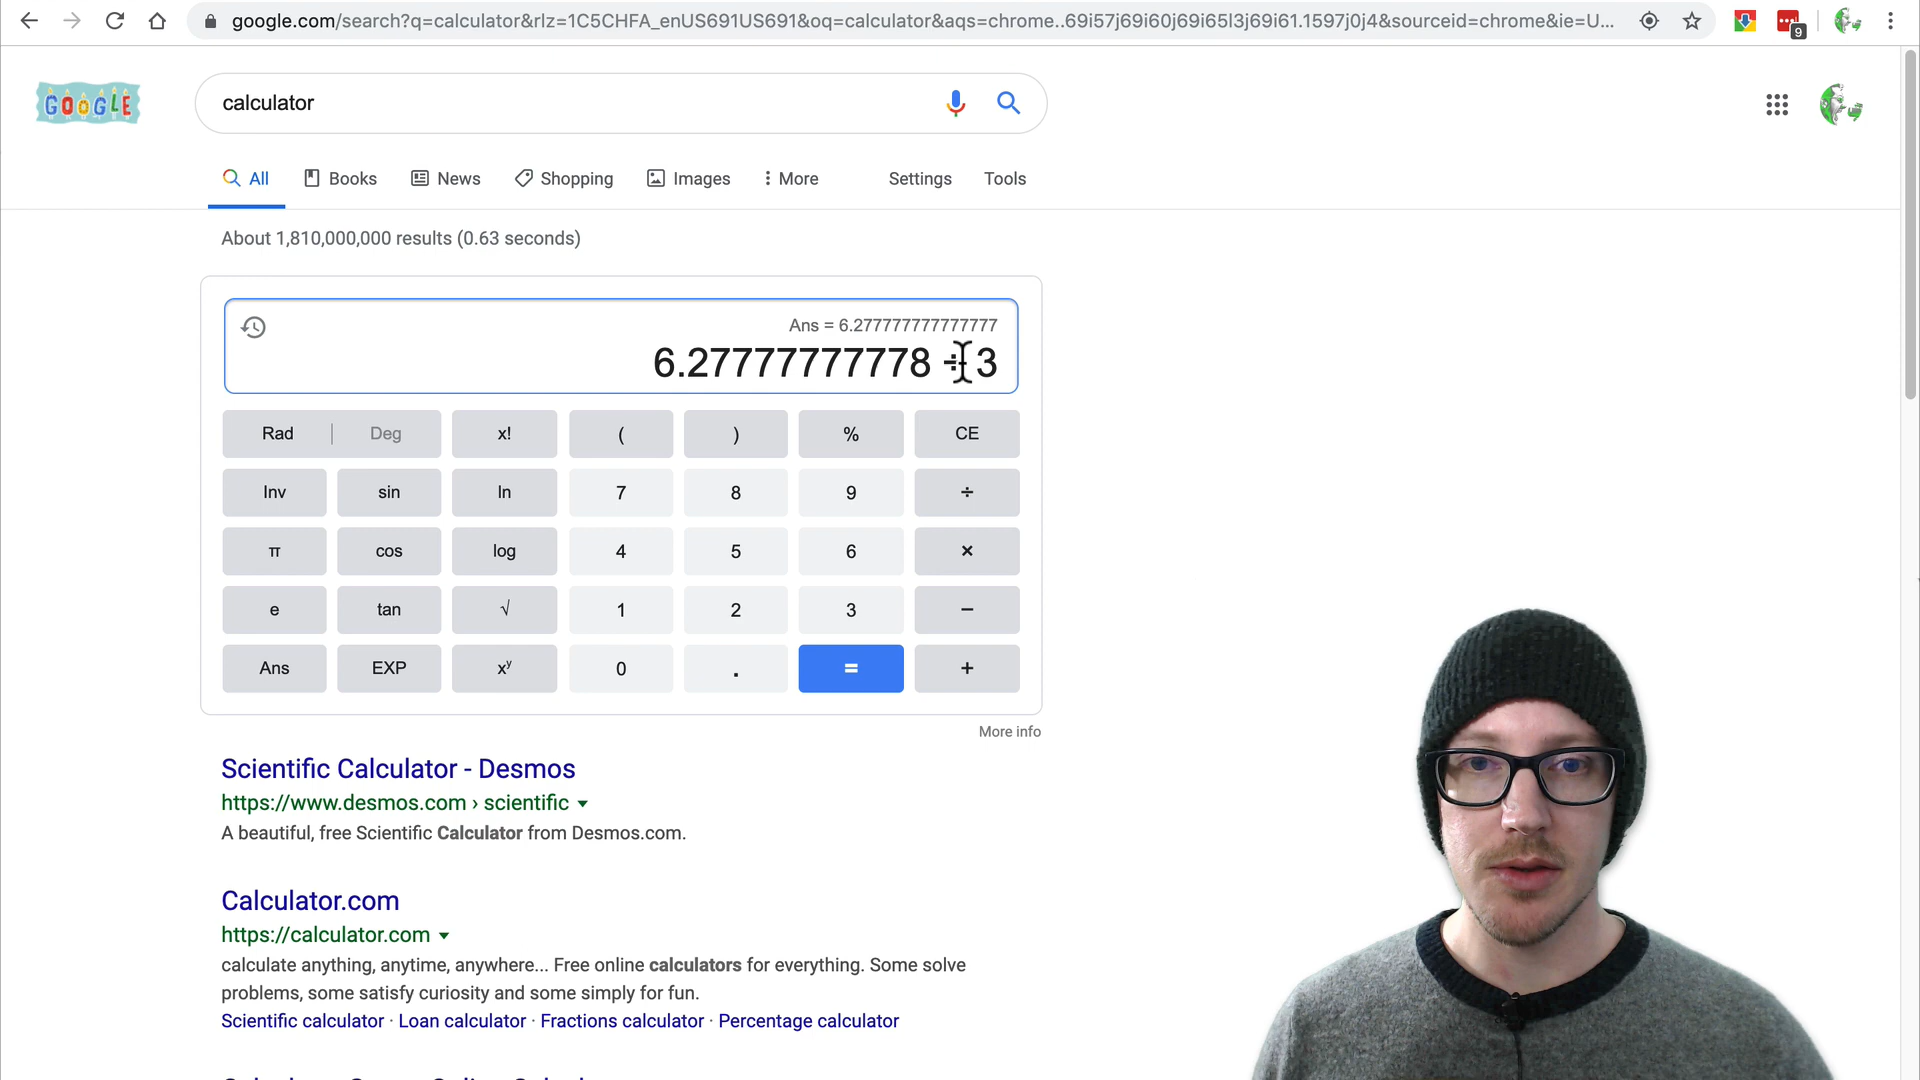 google.com/search?q=calculator&rlz=1C5CHFA_enUS691US691&oq=calculator&aqs=chrome..69i57j69i60j69i65l3j69i61.1597j0j4&sourceid=chrome&ie=U...
9
GOOGLE
calculator
All Books News Shopping Images More Settings Tools
About 1,810,000,000 results (0.63 seconds)
Ans = 6.277777777777777
6.27777777778 ÷ 3
Rad | Deg x! ( ) % CE
Inv sin ln 7 8 9 ÷
π cos log 4 5 6 ×
e tan √ 1 2 3 −
Ans EXP xʸ 0 . = +
More info
Scientific Calculator - Desmos
https://www.desmos.com › scientific
A beautiful, free Scientific Calculator from Desmos.com.
Calculator.com
https://calculator.com
calculate anything, anytime, anywhere... Free online calculators for everything. Some solve
problems, some satisfy curiosity and some simply for fun.
Scientific calculator · Loan calculator · Fractions calculator · Percentage calculator